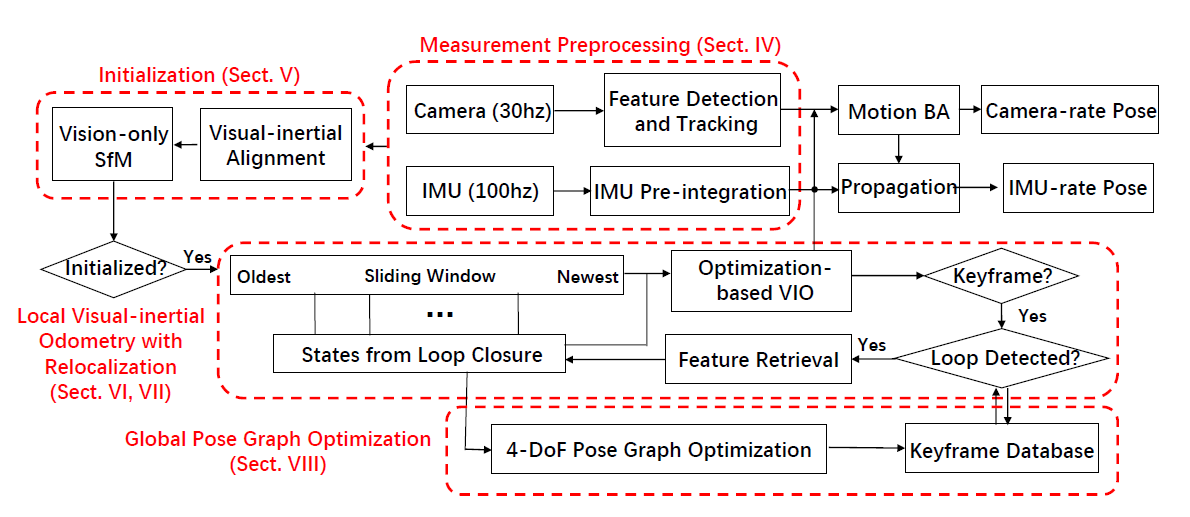 Measurement Preprocessing (Sect. IV)
Initialization (Sect. V)
Vision-only
SfM
Visual-inertial
Alignment
Camera (30hz)
Feature Detection
and Tracking
Motion BA
Camera-rate Pose
IMU (100hz)
IMU Pre-integration
Propagation
IMU-rate Pose
Initialized?
Yes
Oldest
Sliding Window
Newest
...
States from Loop Closure
Optimization-
based VIO
Keyframe?
Yes
Loop Detected?
Yes
Feature Retrieval
Local Visual-inertial
Odometry with
Relocalization
(Sect. VI, VII)
Global Pose Graph Optimization
(Sect. VIII)
4-DoF Pose Graph Optimization
Keyframe Database